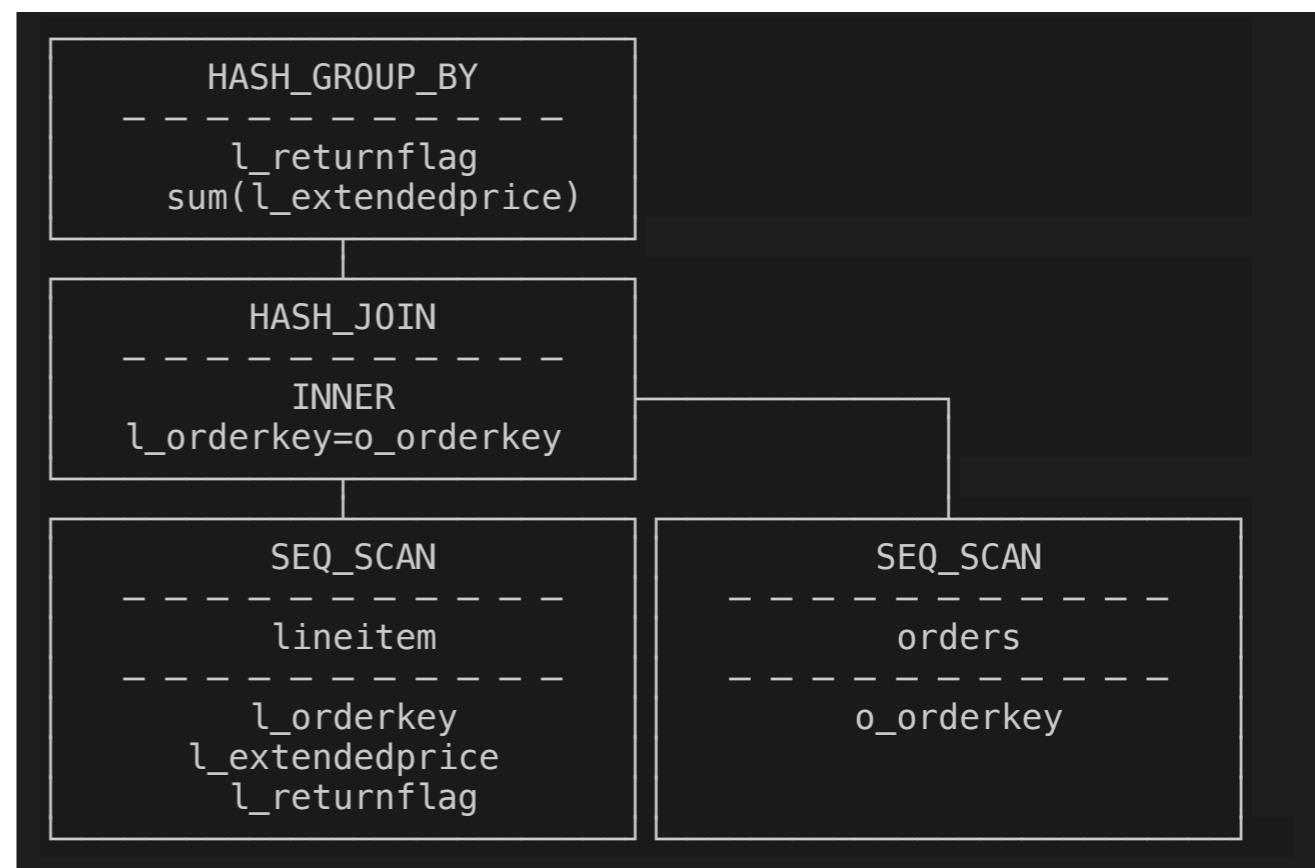 HASH_GROUP_BY
l_returnflag
sum(l_extendedprice)
HASH_JOIN
INNER
l_orderkey=o_orderkey
SEQ_SCAN
lineitem
l_orderkey
l_extendedprice
l_returnflag
SEQ_SCAN
orders
o_orderkey